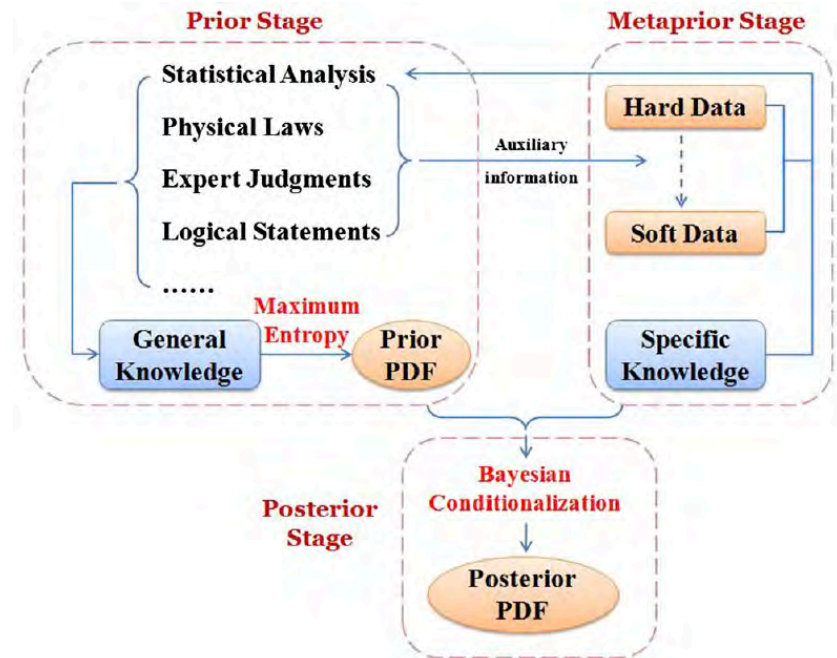 Prior Stage
Metaprior Stage
Statistical Analysis
Physical Laws
Expert Judgments
Logical Statements
......
Auxiliary
information
Hard Data
Soft Data
Maximum
Entropy
General
Knowledge
Prior
PDF
Specific
Knowledge
Posterior
Stage
Bayesian
Conditionalization
Posterior
PDF